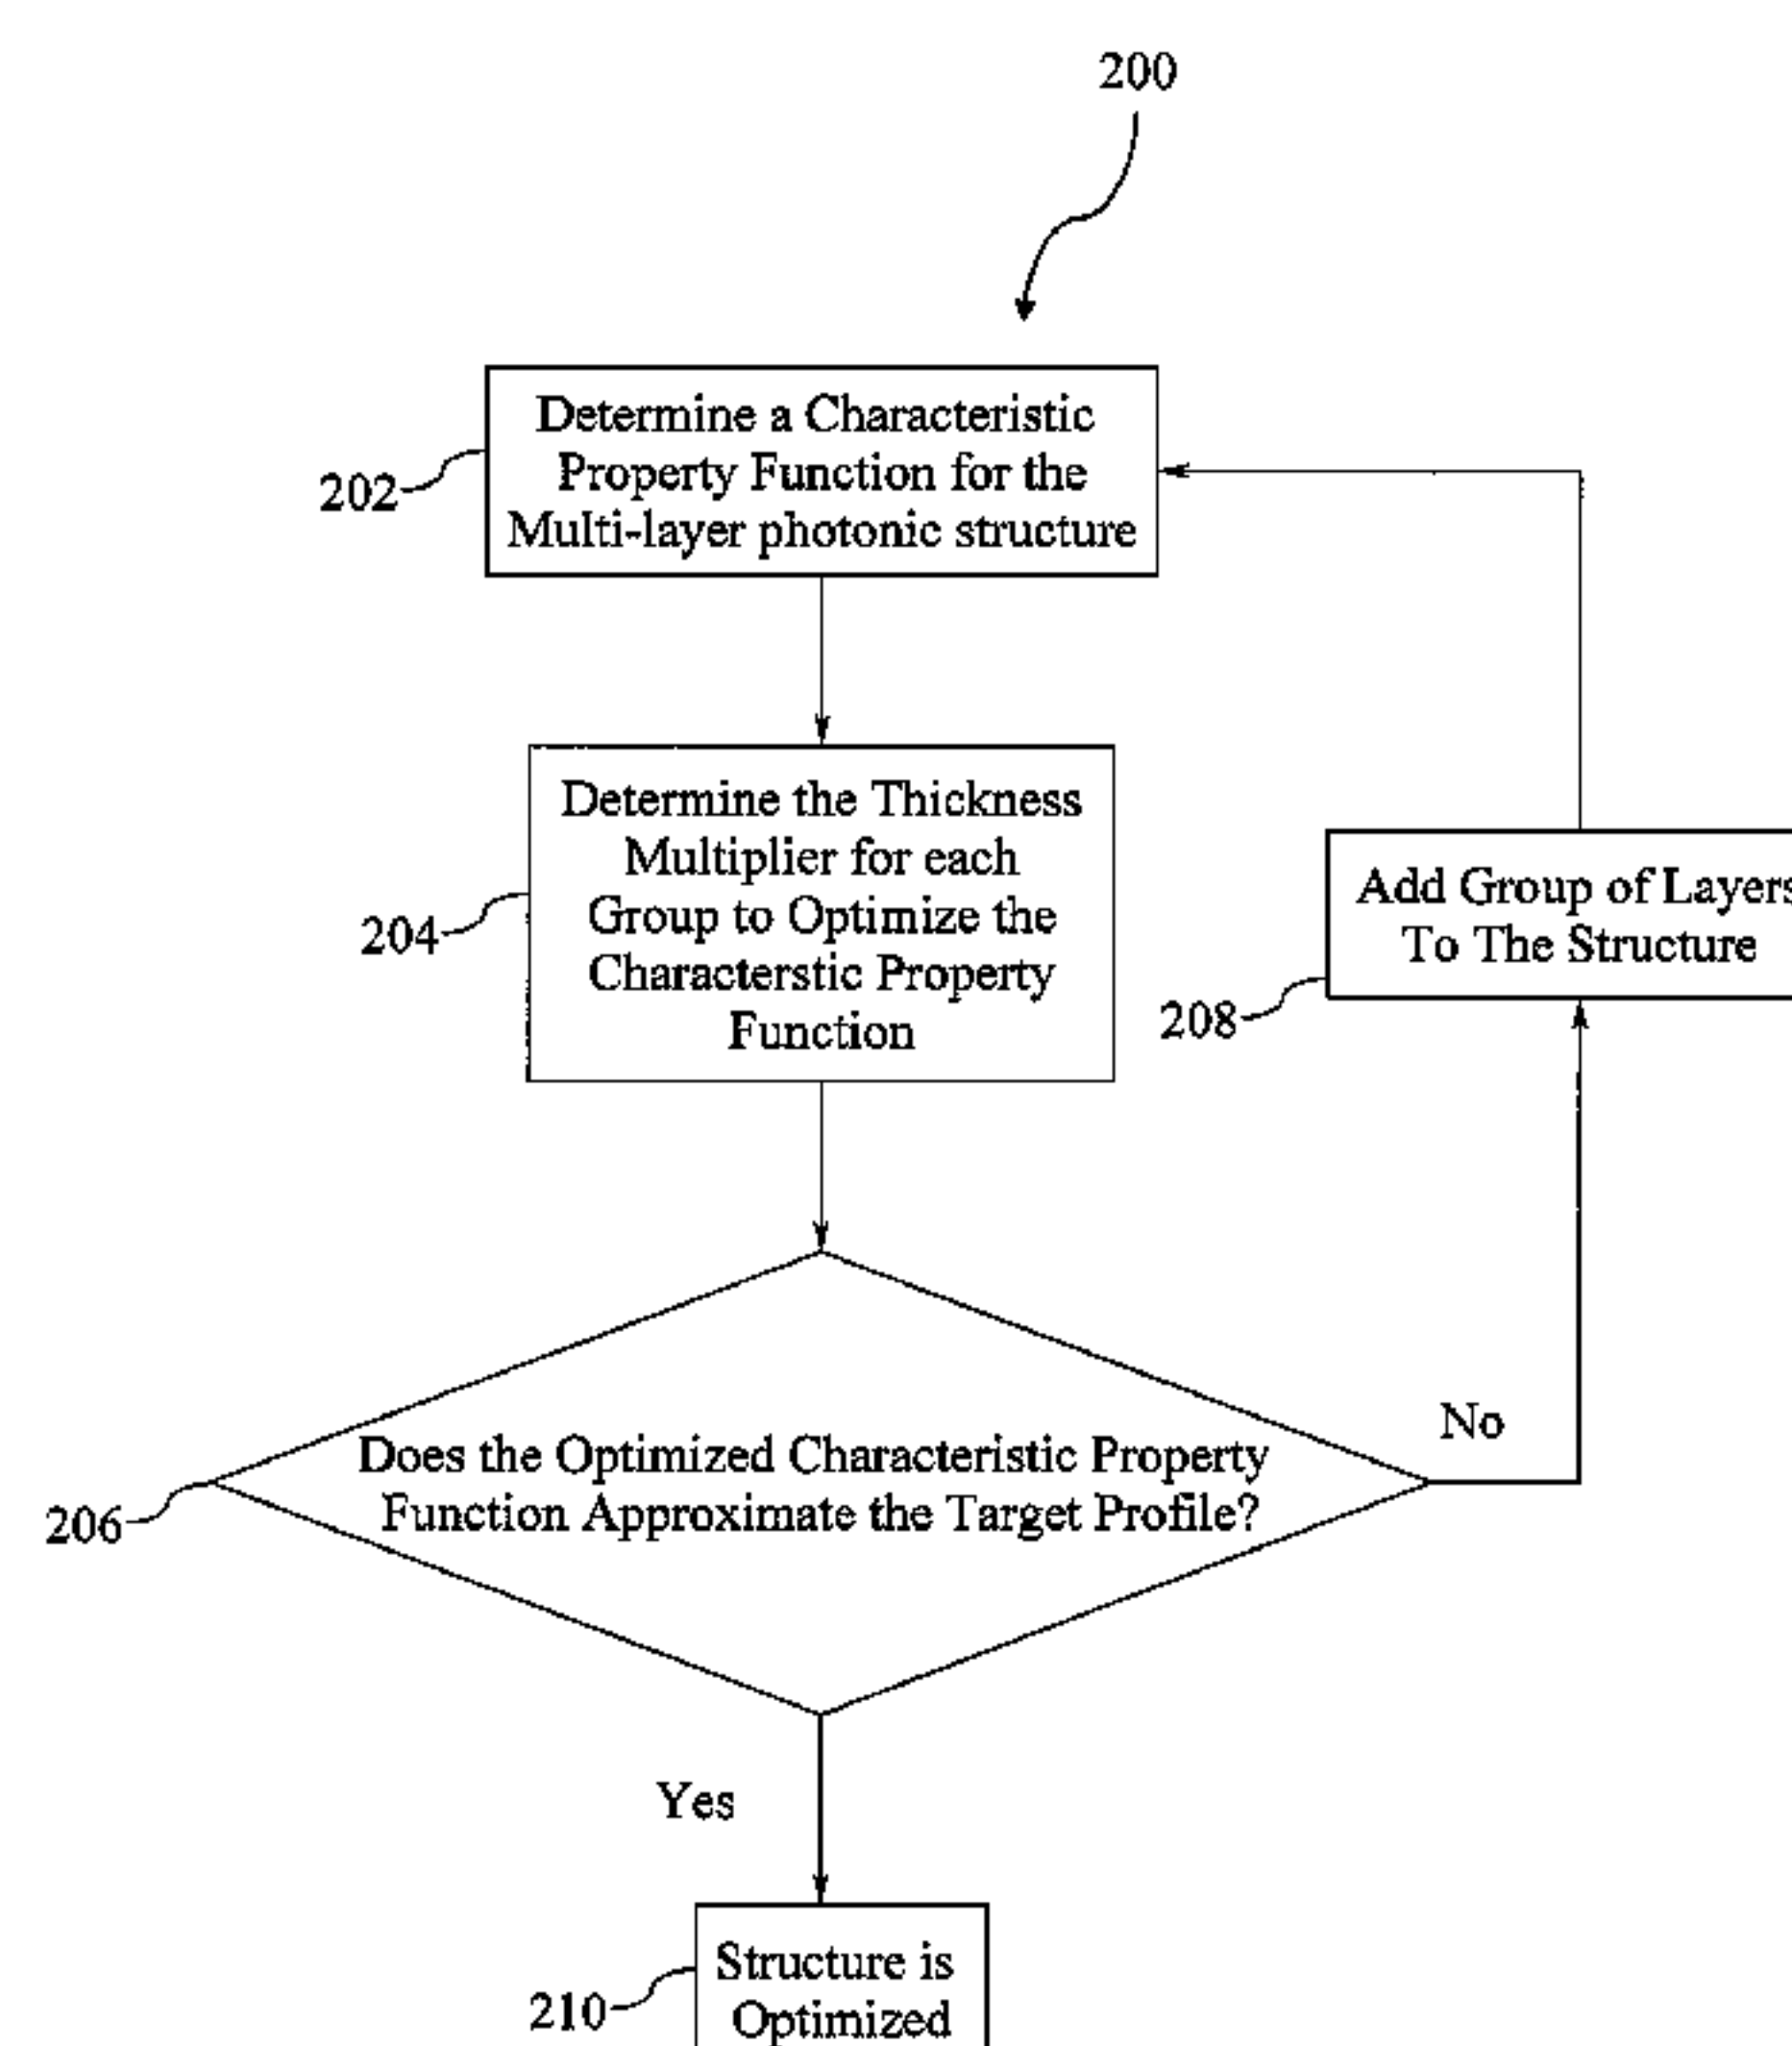 200
Determine a Characteristic
Property Function for the
Multi-layer photonic structure
202
Determine the Thickness
Multiplier for each
Group to Optimize the
Characterstic Property
Function
204
Add Group of Layers
To The Structure
208
Does the Optimized Characteristic Property
Function Approximate the Target Profile?
206
No
Yes
Structure is
Optimized
210